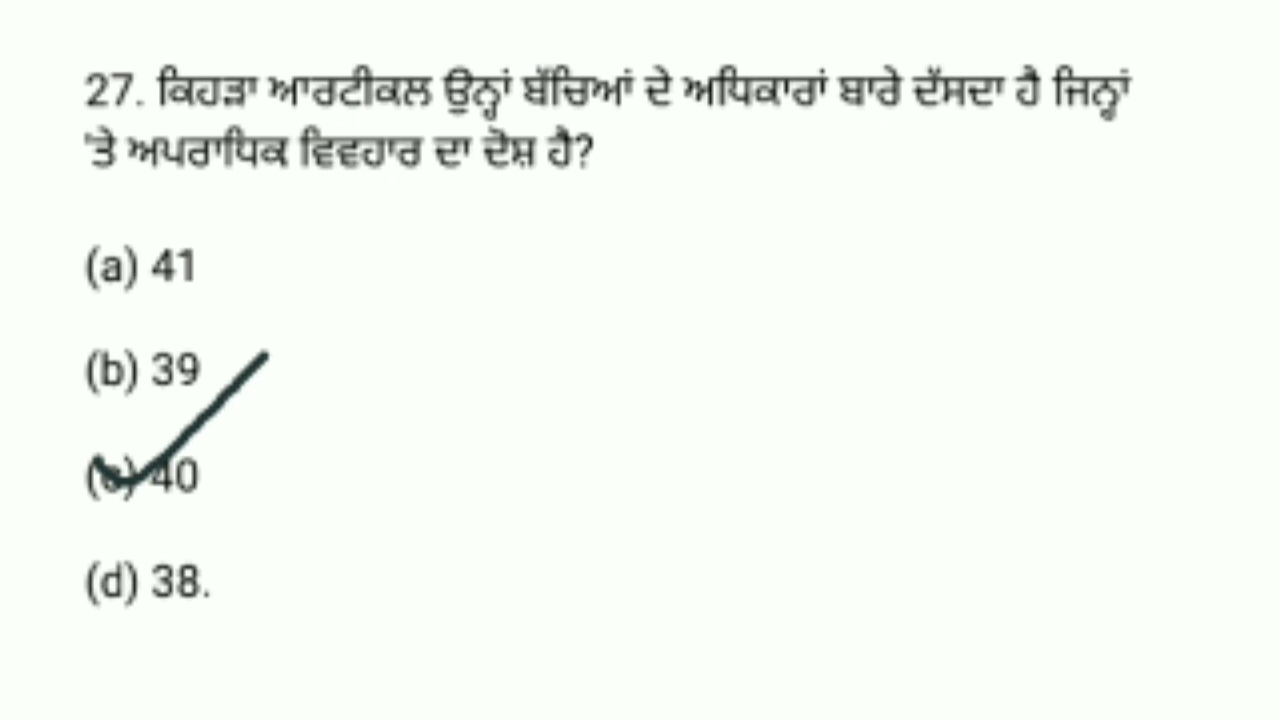 27. ਕਿਹੜਾ ਆਰਟੀਕਲ ਉਨ੍ਹਾਂ ਬੱਚਿਆਂ ਦੇ ਅਧਿਕਾਰਾਂ ਬਾਰੇ ਦੱਸਦਾ ਹੈ ਜਿਨ੍ਹਾਂ
'ਤੇ ਅਪਰਾਧਿਕ ਵਿਵਹਾਰ ਦਾ ਦੋਸ਼ ਹੈ?
(a) 41
(b) 39
(c) 40
(d) 38.